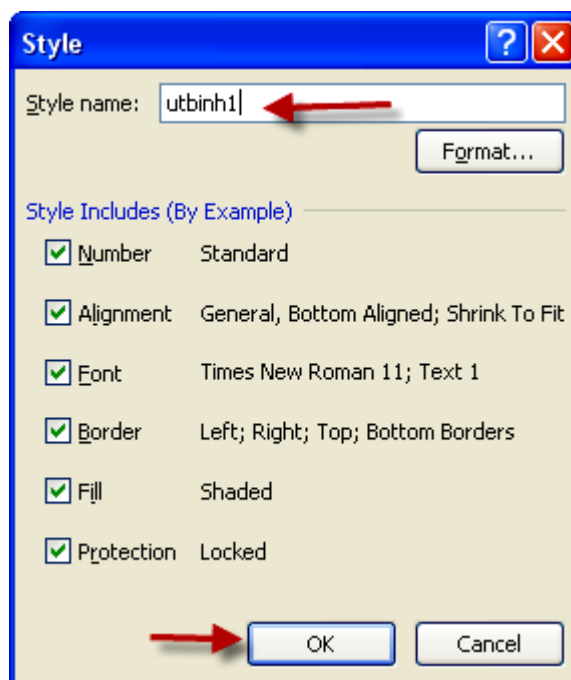 Style
Style name: utbinh1
Format...
Style Includes (By Example)
Number Standard
Alignment General, Bottom Aligned; Shrink To Fit
Font Times New Roman 11; Text 1
Border Left; Right; Top; Bottom Borders
Fill Shaded
Protection Locked
OK Cancel